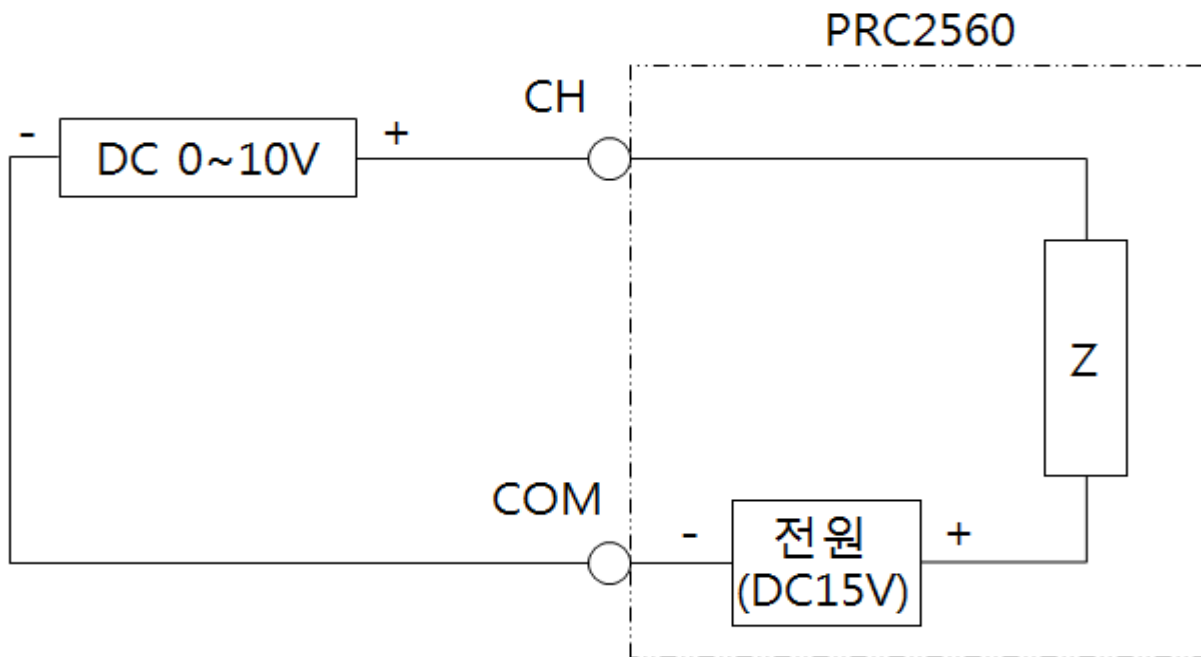 PRC2560
CH
- DC 0~10V +
Z
COM
- 전원 +
(DC15V)